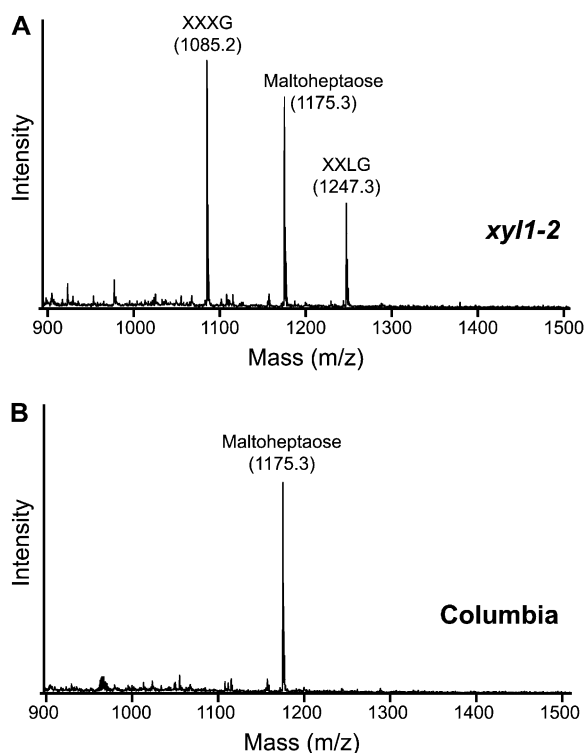 A
XXXG
(1085.2)
Maltoheptaose
(1175.3)
XXLG
(1247.3)
Intensity
xyl1-2
900 1000 1100 1200 1300 1400 1500
Mass (m/z)
B
Maltoheptaose
(1175.3)
Intensity
Columbia
900 1000 1100 1200 1300 1400 1500
Mass (m/z)